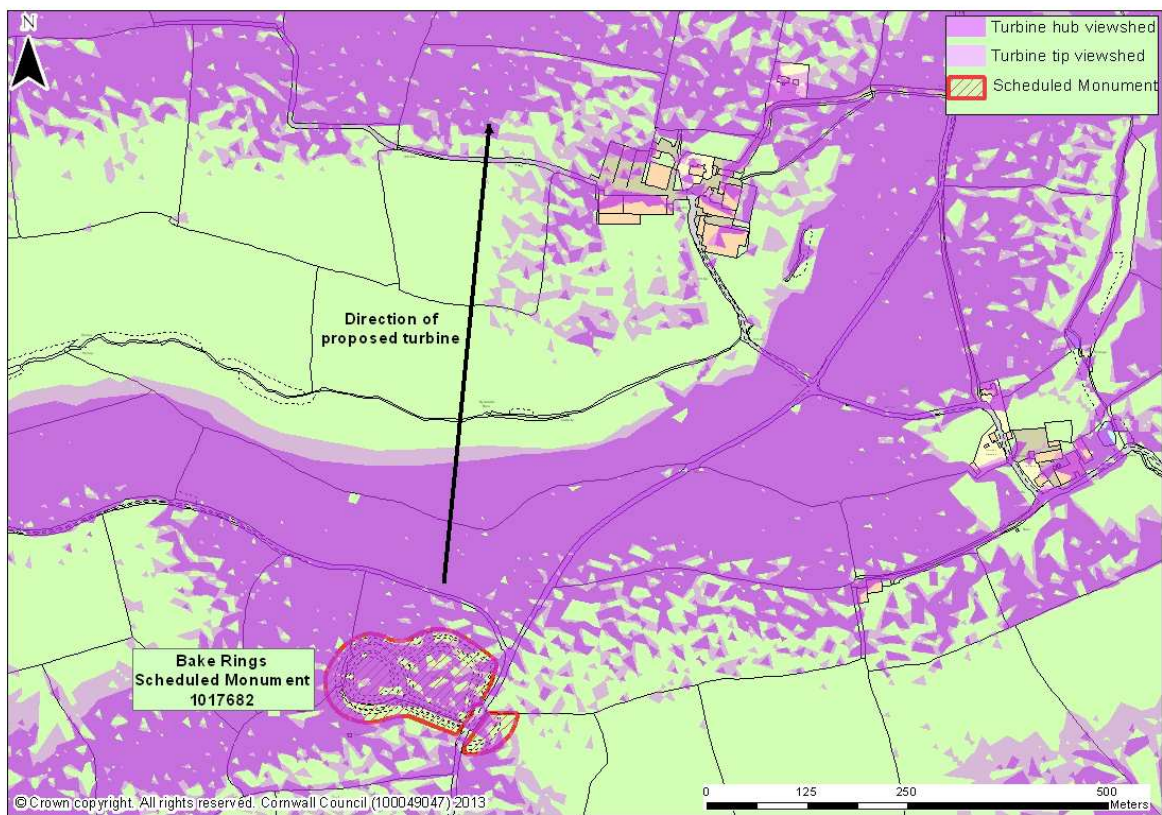 N
Turbine hub viewshed
Turbine tip viewshed
Scheduled Monument
Direction of
proposed turbine
Bake Rings
Scheduled Monument
1017682
© Crown copyright. All rights reserved. Cornwall Council (100049047) 2013
0 125 250 500
Meters